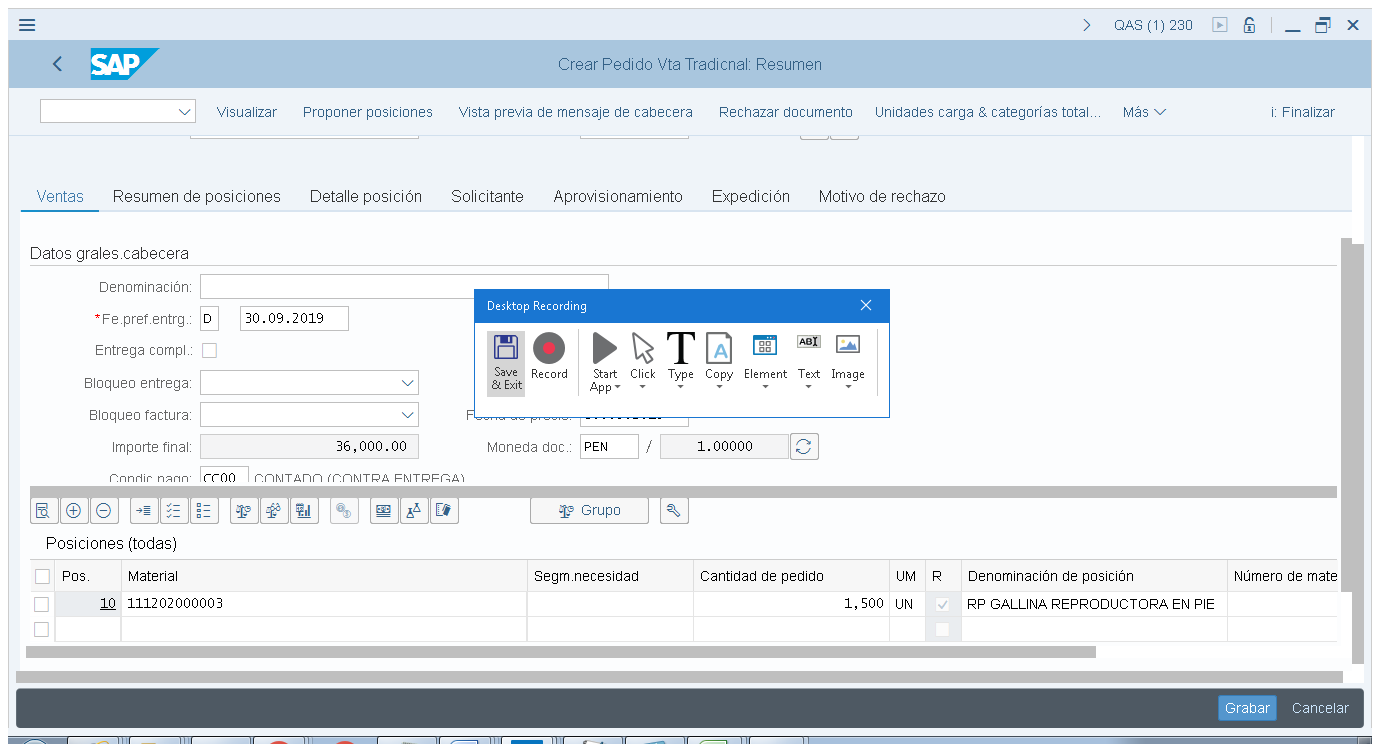 QAS (1) 230
SAP
Crear Pedido Vta Tradicnal: Resumen
Visualizar Proponer posiciones Vista previa de mensaje de cabecera Rechazar documento Unidades carga & categorías total... Más i: Finalizar
Ventas Resumen de posiciones Detalle posición Solicitante Aprovisionamiento Expedición Motivo de rechazo
Datos grales.cabecera
Denominación:
*Fe.pref.entrg.: D 30.09.2019
Entrega compl.:
Bloqueo entrega:
Bloqueo factura:
Importe final: 36,000.00 Moneda doc.: PEN / 1.00000
Condic.pago: CC00 CONTADO (CONTRA ENTREGA)
Desktop Recording
Save & Exit
Record
Start App
Click
Type
Copy
Element
Text
Image
Grupo
Posiciones (todas)
Pos. Material Segm.necesidad Cantidad de pedido UM R Denominación de posición Número de mate
10 111202000003 1,500 UN RP GALLINA REPRODUCTORA EN PIE
Grabar Cancelar